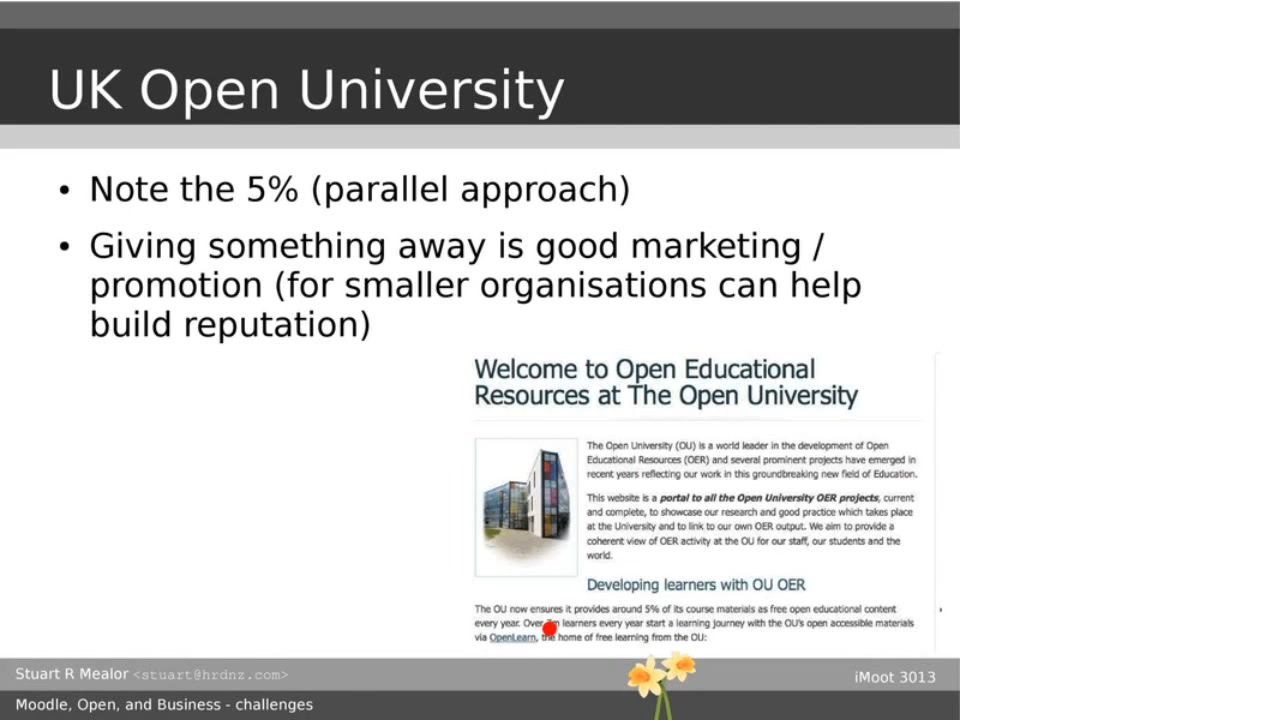 UK Open University
• Note the 5% (parallel approach)
• Giving something away is good marketing /
promotion (for smaller organisations can help
build reputation)
Welcome to Open Educational
Resources at The Open University
The Open University (OU) is a world leader in the development of Open
Educational Resources (OER) and several prominent projects have emerged in
recent years reflecting our work in this groundbreaking new field of Education.
This website is a portal to all the Open University OER projects, current
and complete, to showcase our research and good practice which takes place
at the University and to link to our own OER output. We aim to provide a
coherent view of OER activity at the OU for our staff, our students and the
world.
Developing learners with OU OER
The OU now ensures it provides around 5% of its course materials as free open educational content
every year. Over learners every year start a learning journey with the OU's open accessible materials
via OpenLearn, the home of free learning from the OU:
Stuart R Mealor <stuart@hrdnz.com>
iMoot 3013
Moodle, Open, and Business - challenges